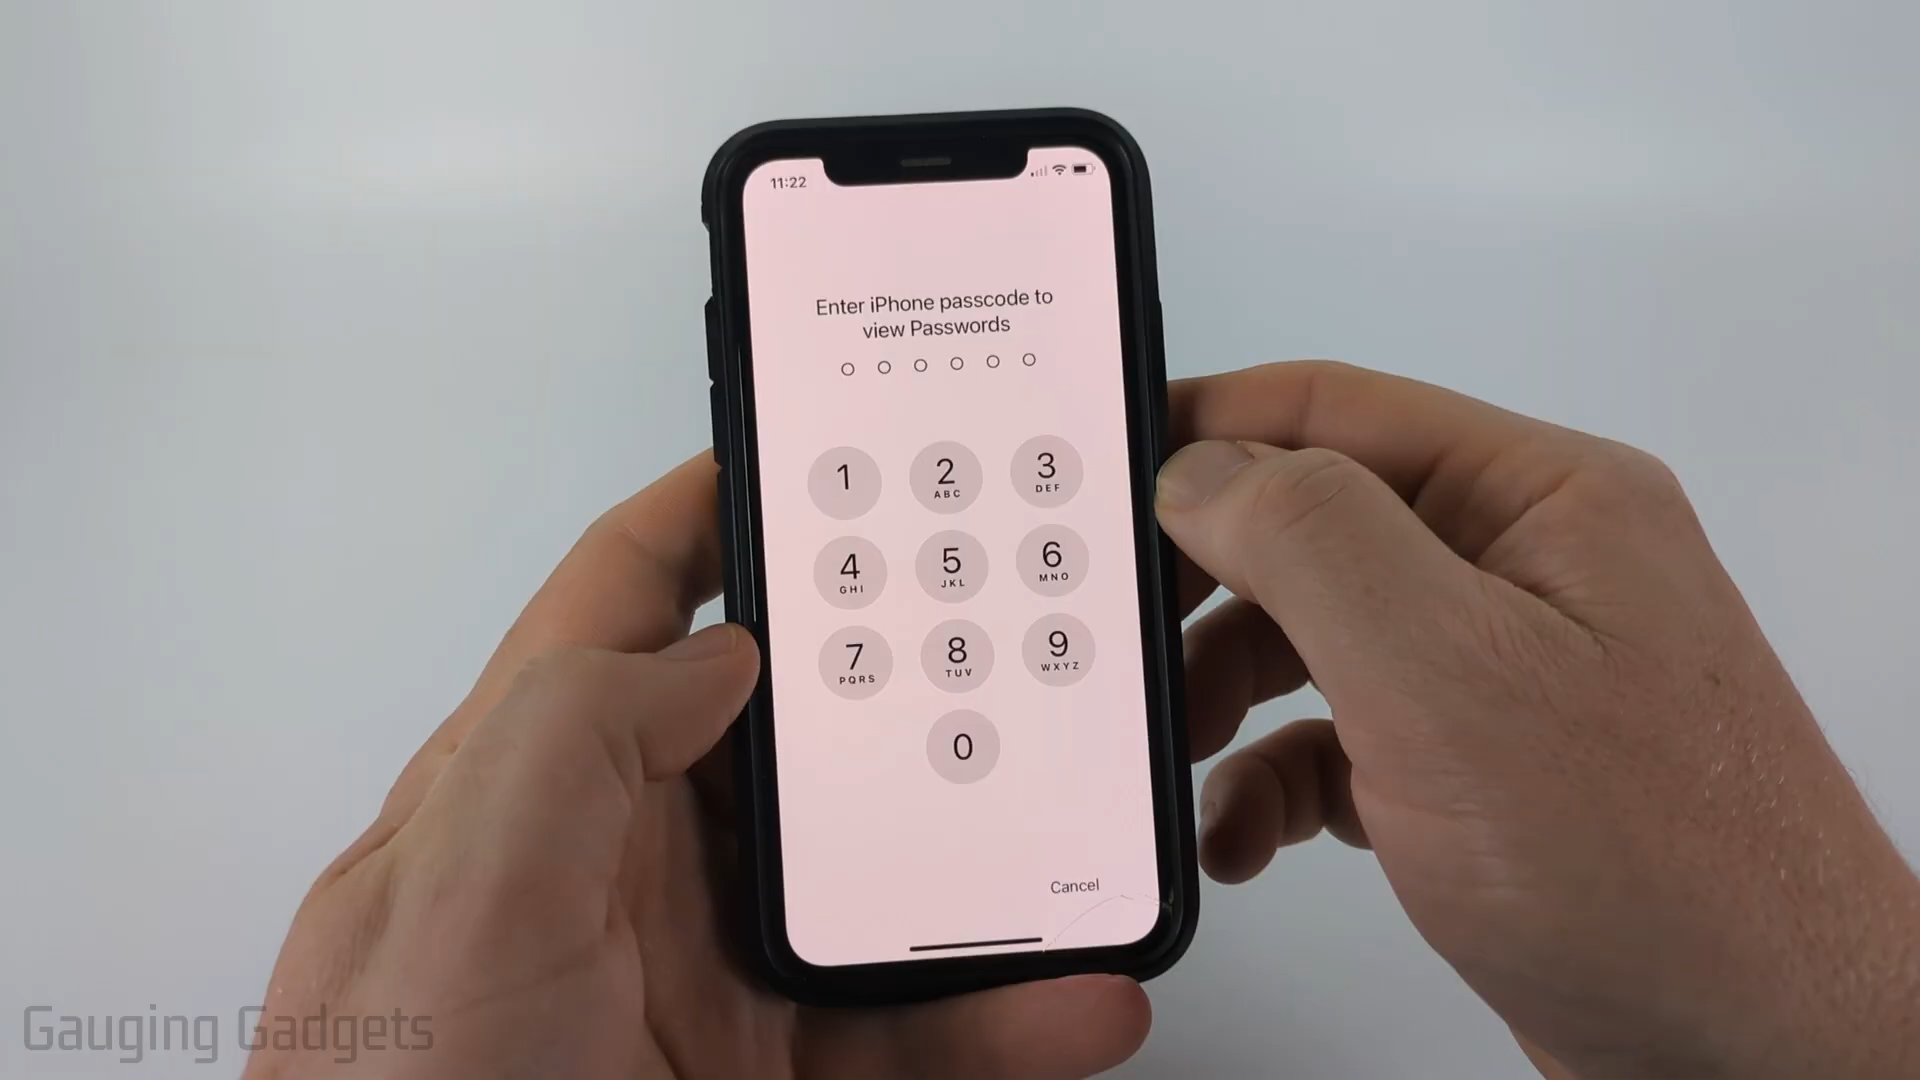 11:22
Enter iPhone passcode to
view Passwords
1 2 3
ABC DEF
4 5 6
GHI JKL MNO
7 8 9
PQRS TUV WXYZ
0
Cancel
Gauging Gadgets